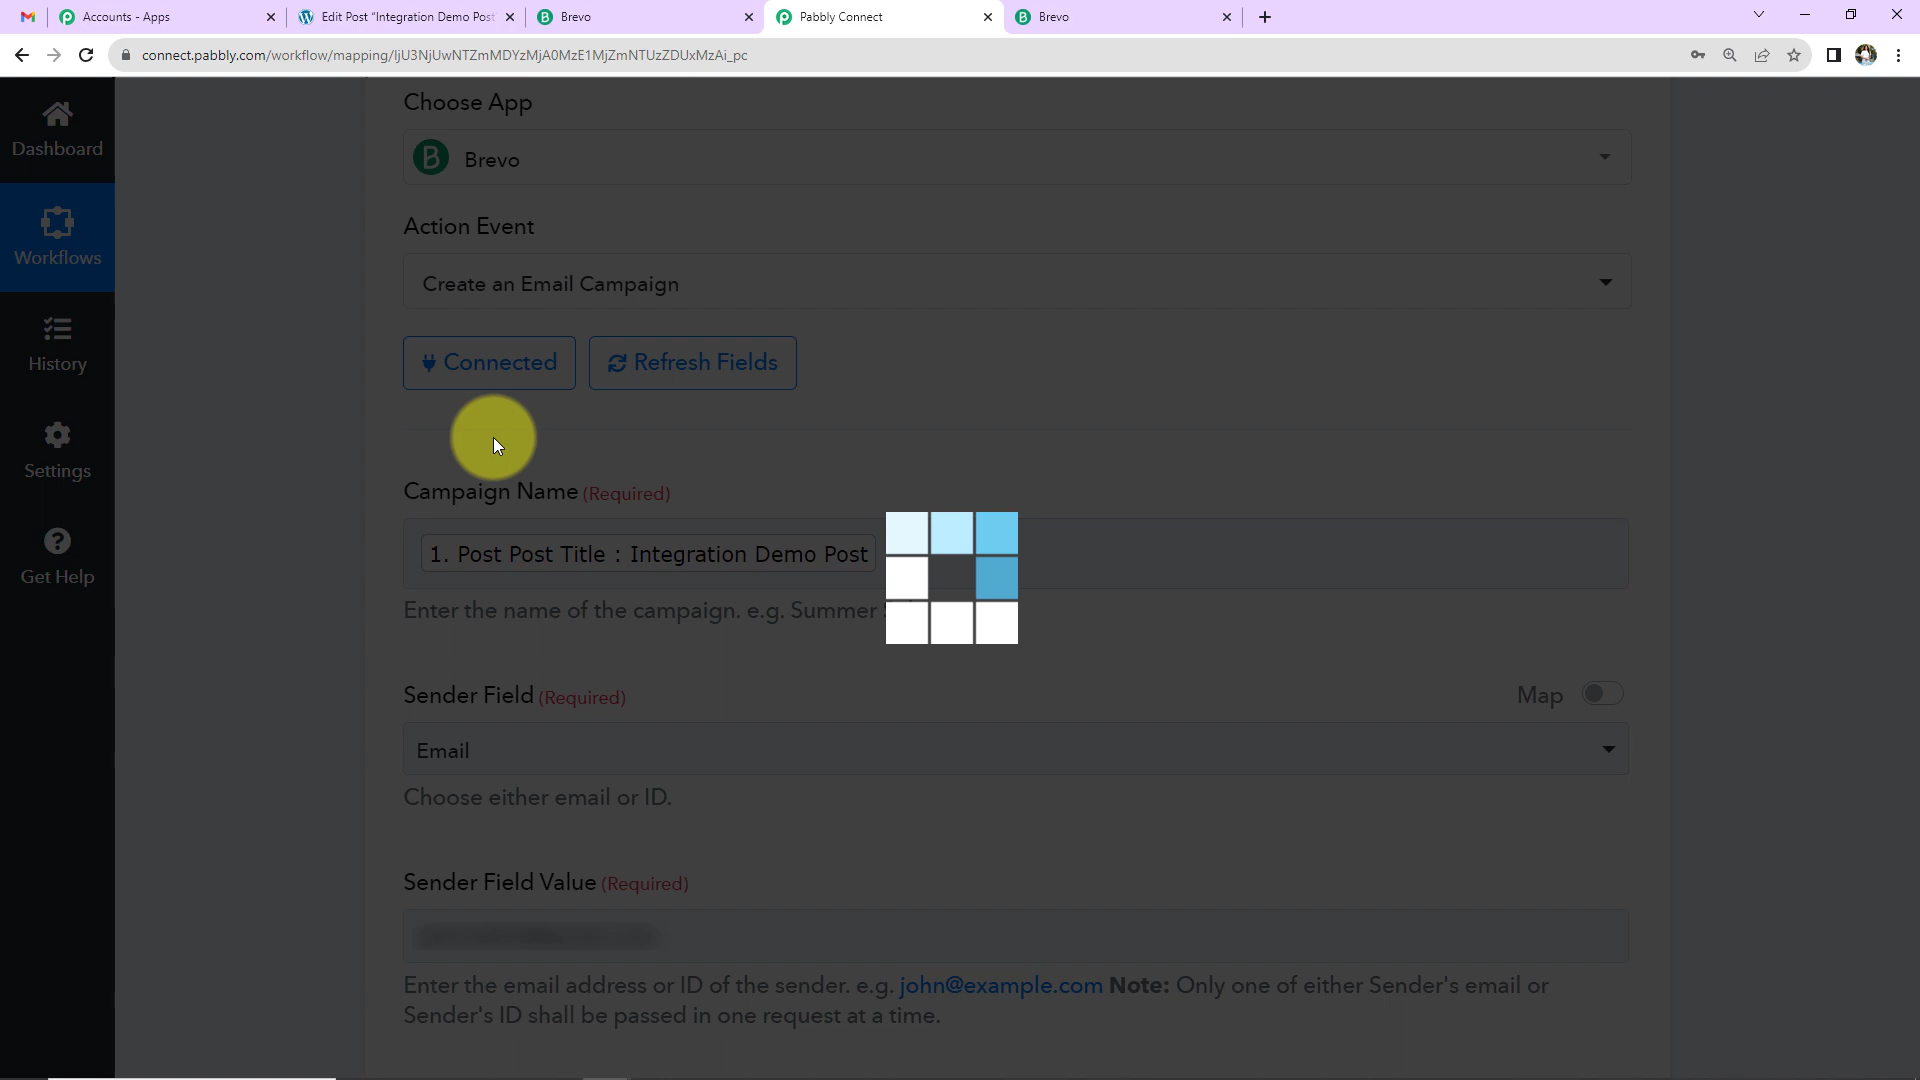 Accounts - Apps
Edit Post "Integration Demo Post"
Brevo
Pabbly Connect
Brevo
connect.pabbly.com/workflow/mapping/IjU3NjUwNTZmMDYzMjA0MzE1MjZmNTUzZDUxMzAi_pc
Choose App
Dashboard
Brevo
Action Event
Workflows
Create an Email Campaign
History
Connected
Refresh Fields
Settings
Campaign Name (Required)
1. Post Post Title : Integration Demo Post
Get Help
Enter the name of the campaign. e.g. Summer
Sender Field (Required)
Map
Email
Choose either email or ID.
Sender Field Value (Required)
Enter the email address or ID of the sender. e.g. john@example.com Note: Only one of either Sender's email or
Sender's ID shall be passed in one request at a time.